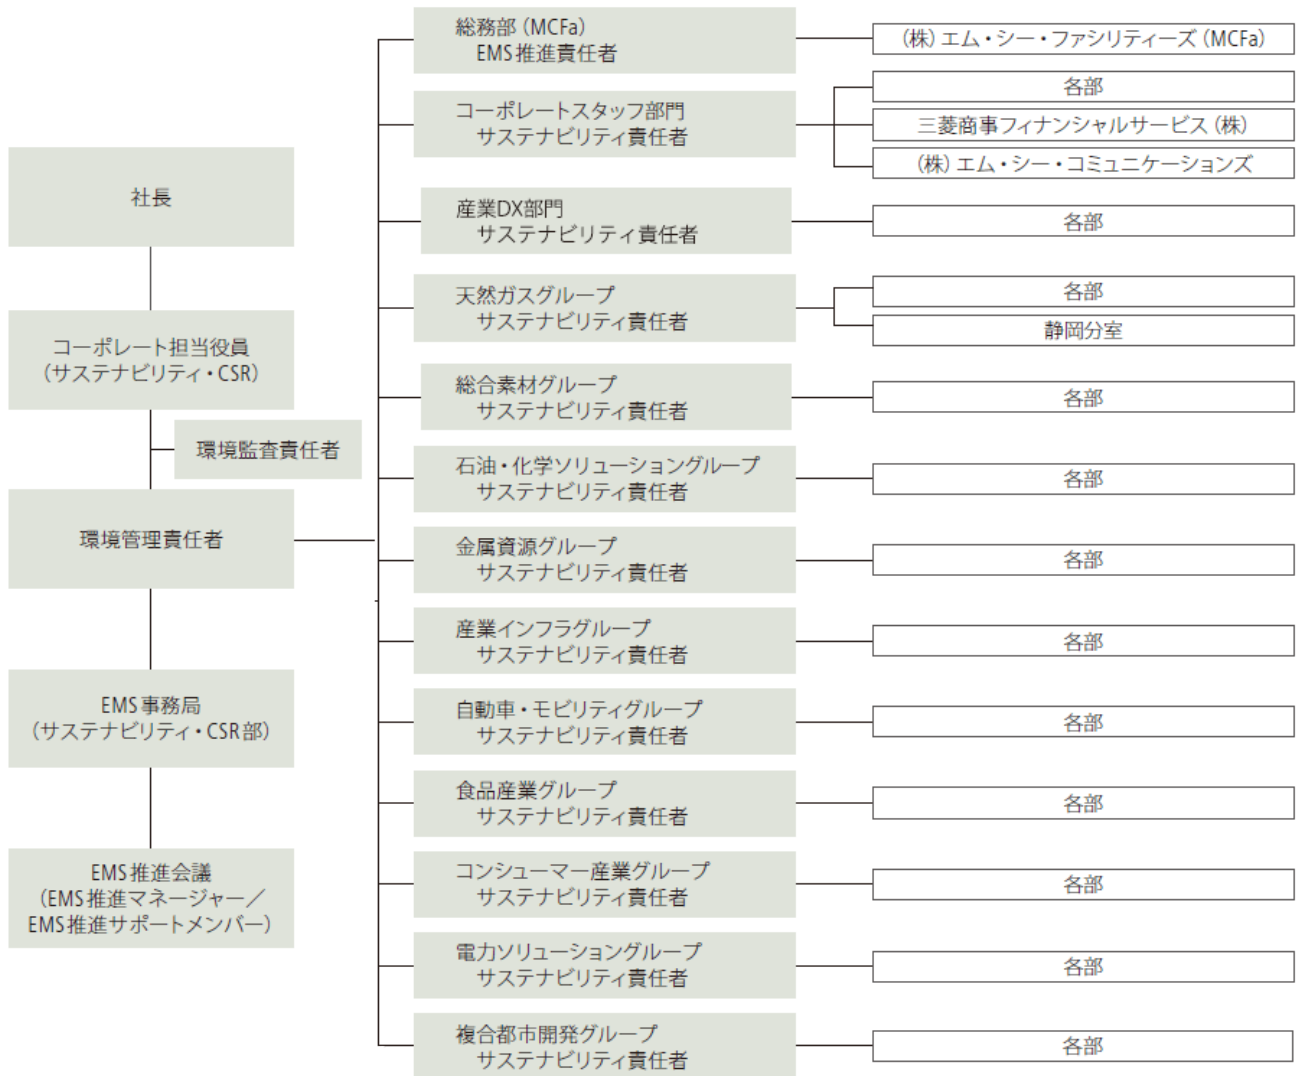 社長
コーポレート担当役員
(サステナビリティ・CSR)
環境監査責任者
環境管理責任者
EMS事務局
(サステナビリティ・CSR部)
EMS推進会議
(EMS推進マネージャー/
EMS推進サポートメンバー)
総務部(MCFa)
EMS推進責任者
(株)エム・シー・ファシリティーズ(MCFa)
コーポレートスタッフ部門
サステナビリティ責任者
各部
三菱商事フィナンシャルサービス(株)
(株)エム・シー・コミュニケーションズ
産業DX部門
サステナビリティ責任者
各部
天然ガスグループ
サステナビリティ責任者
各部
静岡分室
総合素材グループ
サステナビリティ責任者
各部
石油・化学ソリューショングループ
サステナビリティ責任者
各部
金属資源グループ
サステナビリティ責任者
各部
産業インフラグループ
サステナビリティ責任者
各部
自動車・モビリティグループ
サステナビリティ責任者
各部
食品産業グループ
サステナビリティ責任者
各部
コンシューマー産業グループ
サステナビリティ責任者
各部
電力ソリューショングループ
サステナビリティ責任者
各部
複合都市開発グループ
サステナビリティ責任者
各部